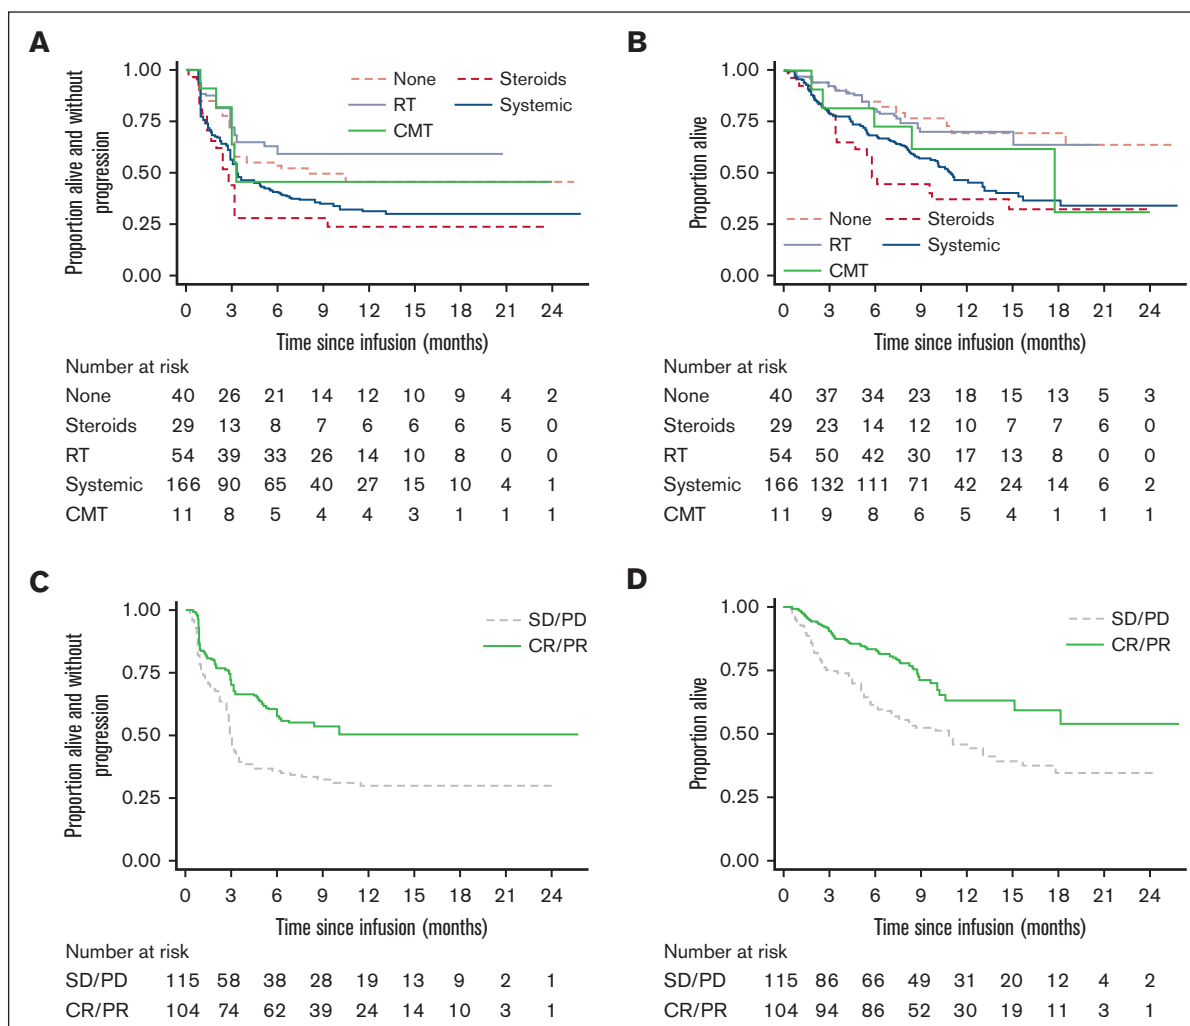 A
Proportion alive and without
progression
1.00
0.75
0.50
0.25
0.00
None
Steroids
RT
Systemic
CMT
0 3 6 9 12 15 18 21 24
Time since infusion (months)
Number at risk
None 40 26 21 14 12 10 9 4 2
Steroids 29 13 8 7 6 6 6 5 0
RT 54 39 33 26 14 10 8 0 0
Systemic 166 90 65 40 27 15 10 4 1
CMT 11 8 5 4 4 3 1 1 1
B
Proportion alive
1.00
0.75
0.50
0.25
0.00
None
Steroids
RT
Systemic
CMT
0 3 6 9 12 15 18 21 24
Time since infusion (months)
Number at risk
None 40 37 34 23 18 15 13 5 3
Steroids 29 23 14 12 10 7 7 6 0
RT 54 50 42 30 17 13 8 0 0
Systemic 166 132 111 71 42 24 14 6 2
CMT 11 9 8 6 5 4 1 1 1
C
Proportion alive and without
progression
1.00
0.75
0.50
0.25
0.00
SD/PD
CR/PR
0 3 6 9 12 15 18 21 24
Time since infusion (months)
Number at risk
SD/PD 115 58 38 28 19 13 9 2 1
CR/PR 104 74 62 39 24 14 10 3 1
D
Proportion alive
1.00
0.75
0.50
0.25
0.00
SD/PD
CR/PR
0 3 6 9 12 15 18 21 24
Time since infusion (months)
Number at risk
SD/PD 115 86 66 49 31 20 12 4 2
CR/PR 104 94 86 52 30 19 11 3 1